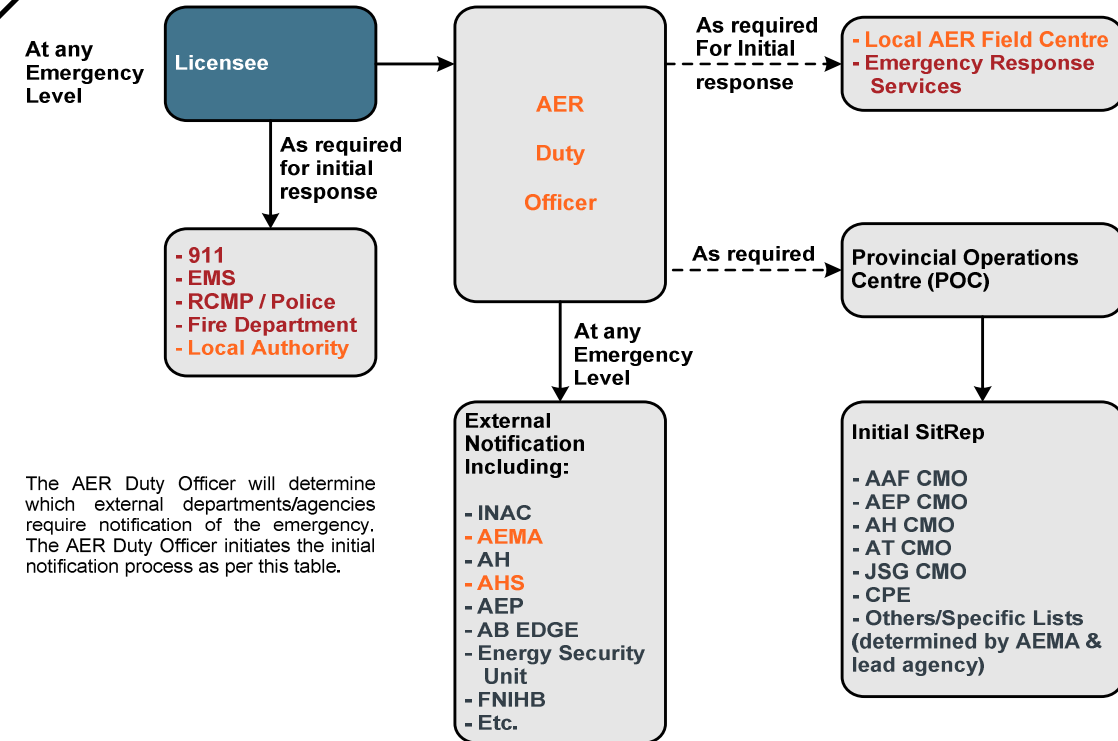 At any
Emergency
Level
Licensee
As required
for initial
response
- 911
- EMS
- RCMP / Police
- Fire Department
- Local Authority
The AER Duty Officer will determine
which external departments/agencies
require notification of the emergency.
The AER Duty Officer initiates the initial
notification process as per this table.
AER
Duty
Officer
At any
Emergency
Level
External
Notification
Including:
- INAC
- AEMA
- AH
- AHS
- AEP
- AB EDGE
- Energy Security
Unit
- FNIHB
- Etc.
As required
For Initial
response
- Local AER Field Centre
- Emergency Response
Services
As required
Provincial Operations
Centre (POC)
Initial SitRep
- AAF CMO
- AEP CMO
- AH CMO
- AT CMO
- JSG CMO
- CPE
- Others/Specific Lists
(determined by AEMA &
lead agency)